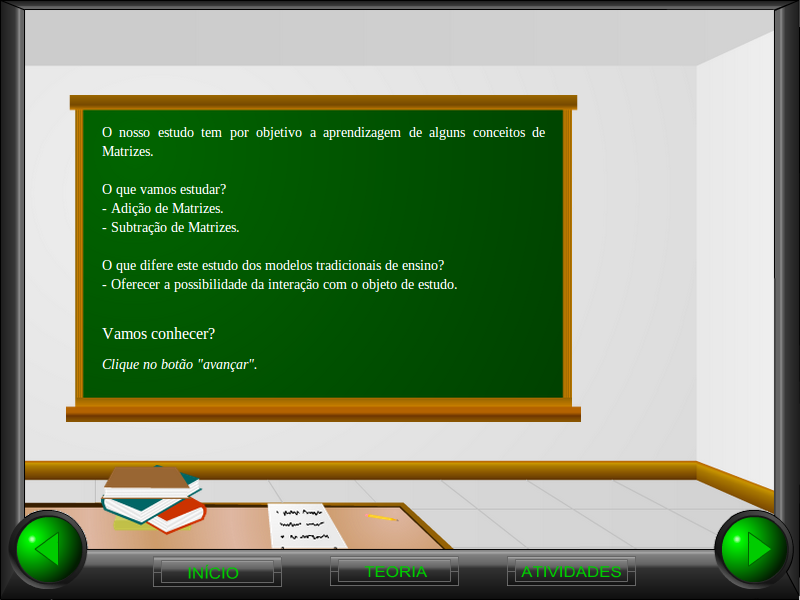 O nosso estudo tem por objetivo a aprendizagem de alguns conceitos de
Matrizes.
O que vamos estudar?
- Adição de Matrizes.
- Subtração de Matrizes.
O que difere este estudo dos modelos tradicionais de ensino?
- Oferecer a possibilidade da interação com o objeto de estudo.
Vamos conhecer?
Clique no botão "avançar".
INÍCIO
TEORIA
ATIVIDADES